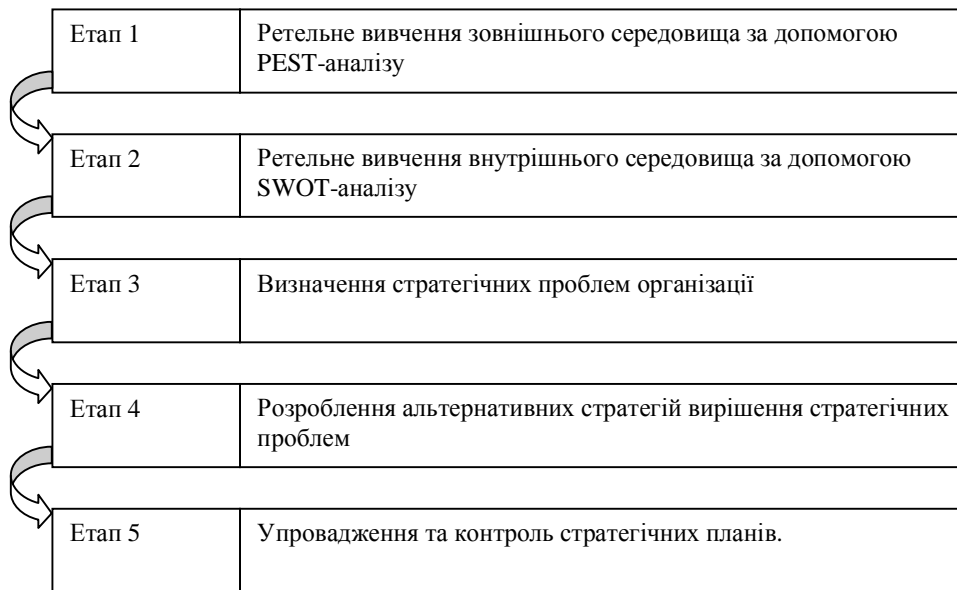 Етап 1
Ретельне вивчення зовнішнього середовища за допомогою
PEST-аналізу
Етап 2
Ретельне вивчення внутрішнього середовища за допомогою
SWOT-аналізу
Етап 3
Визначення стратегічних проблем організації
Етап 4
Розроблення альтернативних стратегій вирішення стратегічних
проблем
Етап 5
Упровадження та контроль стратегічних планів.